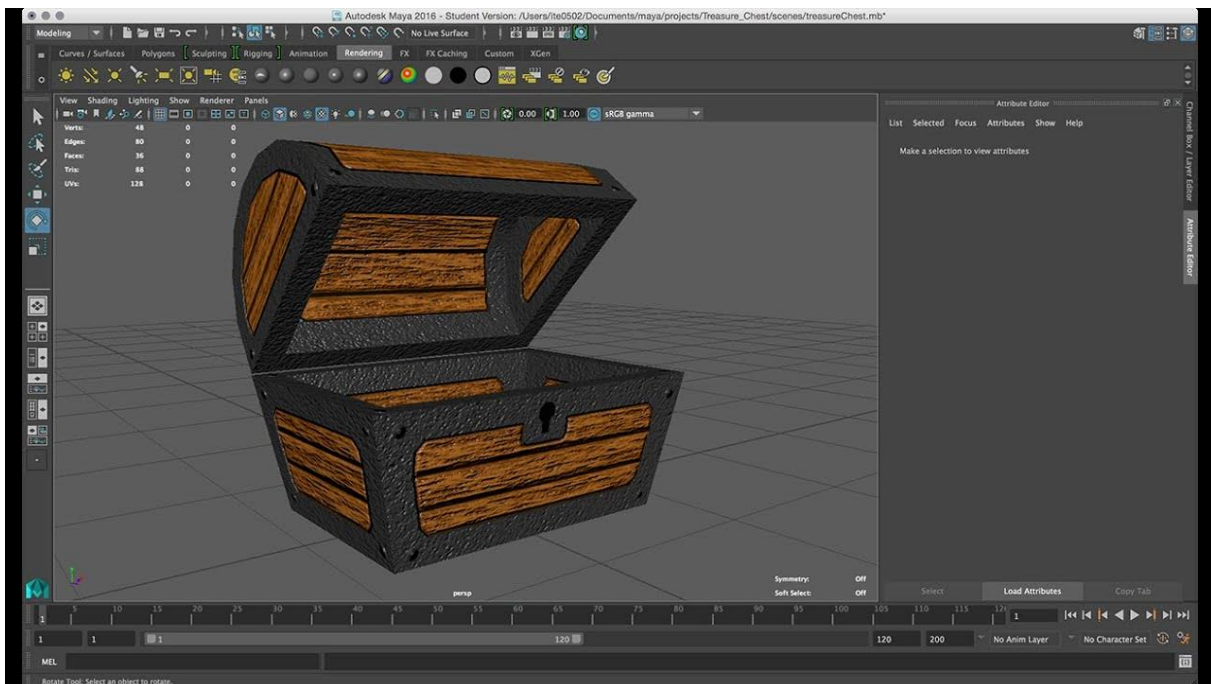 Autodesk Maya 2016 - Student Version: /Users/ite0502/Documents/maya/projects/Treasure_Chest/scenes/treasureChest.mb*
Modeling No Live Surface
Curves / Surfaces Polygons Sculpting Rigging Animation Rendering FX FX Caching Custom XGen
View Shading Lighting Show Renderer Panels
0.00 1.00 sRGB gamma
Verts: 48 0 0
Edges: 80 0 0
Faces: 36 0 0
Tris: 88 0 0
UVs: 128 0 0
Attribute Editor
List Selected Focus Attributes Show Help
Make a selection to view attributes
Channel Box / Layer Editor
Attribute Editor
Symmetry: Off
Soft Select: Off
persp
Select Load Attributes Copy Tab
5 10 15 20 25 30 35 40 45 50 55 60 65 70 75 80 85 90 95 100 105 110 115 1
1
1 1 1 120 120 200 No Anim Layer No Character Set
MEL
Rotate Tool: Select an object to rotate.